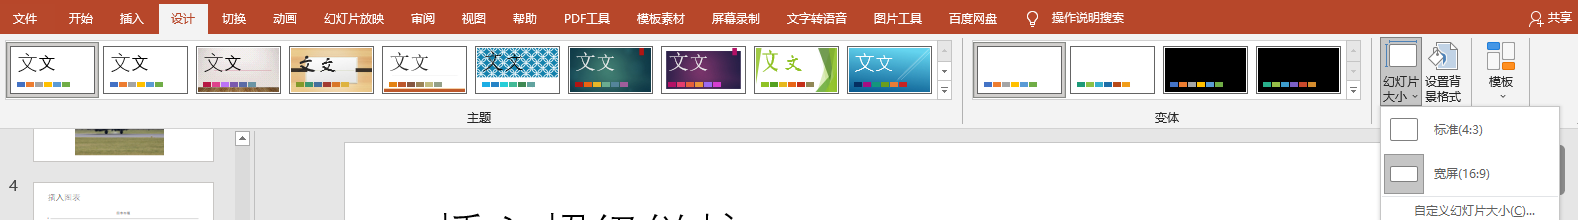 文件 开始 插入 设计 切换 动画 幻灯片放映 审阅 视图 帮助 PDF工具 模板素材 屏幕录制 文字转语音 图片工具 百度网盘 操作说明搜索 共享
文文 文文 文文 文文 文文 文文 文文 文文 文文 文文
幻灯片大小 设置背景格式 模板
主题 变体
标准(4:3)
宽屏(16:9)
自定义幻灯片大小(C)...
4
插入图表